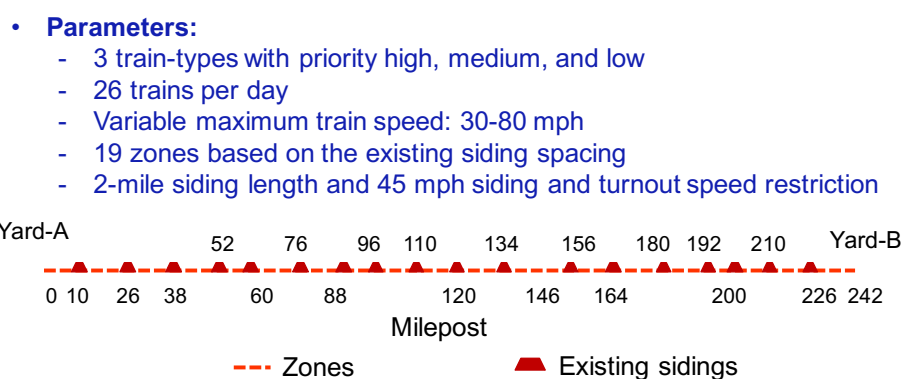 • Parameters:
- 3 train-types with priority high, medium, and low
- 26 trains per day
- Variable maximum train speed: 30-80 mph
- 19 zones based on the existing siding spacing
- 2-mile siding length and 45 mph siding and turnout speed restriction
Yard-A 52 76 96 110 134 156 180 192 210 Yard-B
0 10 26 38 60 88 120 146 164 200 226 242
Milepost
Zones Existing sidings